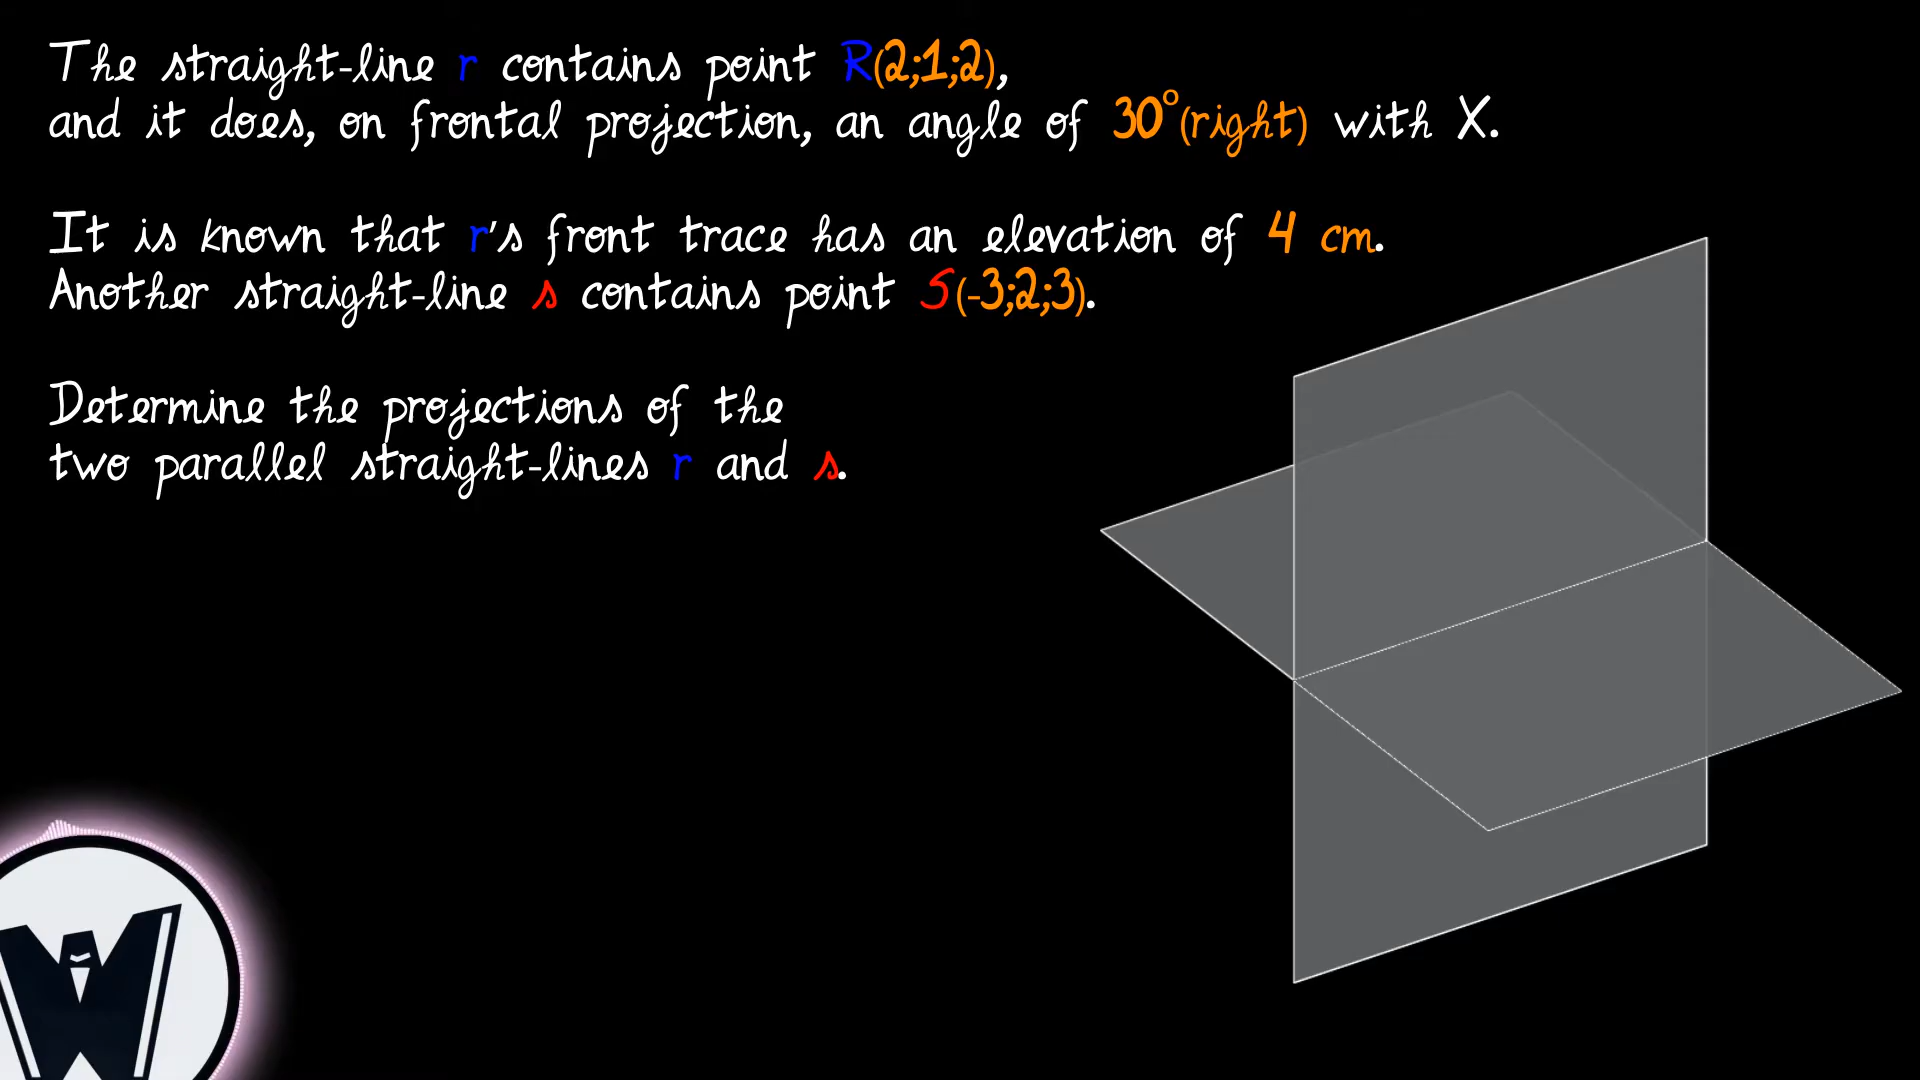 The straight-line r contains point R(2;1;2),
and it does, on frontal projection, an angle of 30°(right) with X.
It is known that r's front trace has an elevation of 4 cm.
Another straight-line s contains point S(-3;2;3).
Determine the projections of the
two parallel straight-lines r and s.